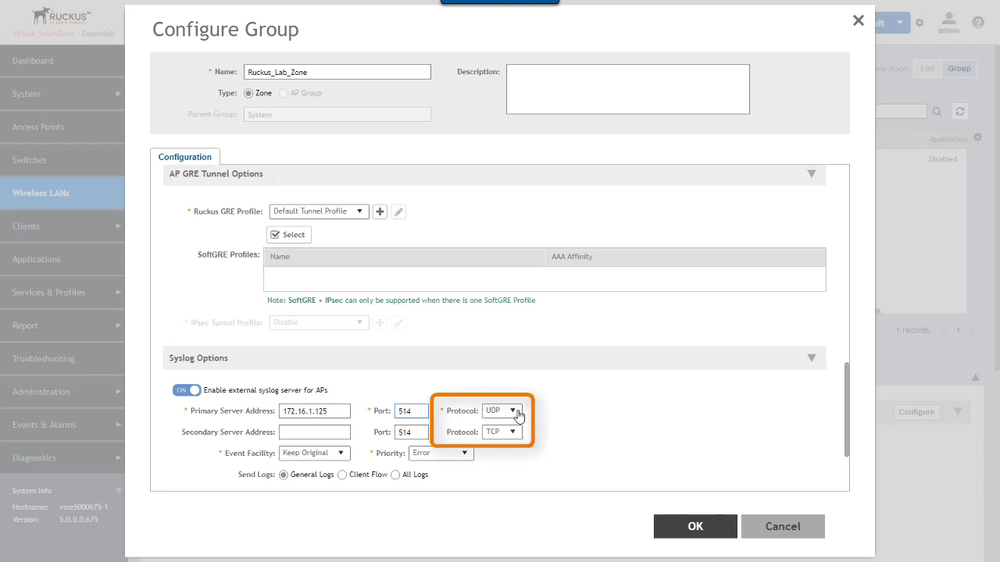 RUCKUS™
Virtual SmartZone - Essentials
ult
admin
Dashboard
System
Access Points
Switches
Wireless LANs
Clients
Applications
Services & Profiles
Report
Troubleshooting
Administration
Events & Alarms
Diagnostics
System Info
Hostname: vsze5000675-1
Version: 5.0.0.0.675
Configure Group
* Name: Ruckus_Lab_Zone
Description:
Type: Zone AP Group
Parent Group: System
Configuration
AP GRE Tunnel Options
* Ruckus GRE Profile: Default Tunnel Profile
Select
SoftGRE Profiles: Name AAA Affinity
Note: SoftGRE + IPsec can only be supported when there is one SoftGRE Profile
* IPsec Tunnel Profile: Disable
Syslog Options
ON Enable external syslog server for APs
* Primary Server Address: 172.16.1.125 * Port: 514 * Protocol: UDP
Secondary Server Address: Port: 514 Protocol: TCP
* Event Facility: Keep Original * Priority: Error
Send Logs: General Logs Client Flow All Logs
OK Cancel
ew Mode: List Group
Application
Disabled
1 records 1
Configure